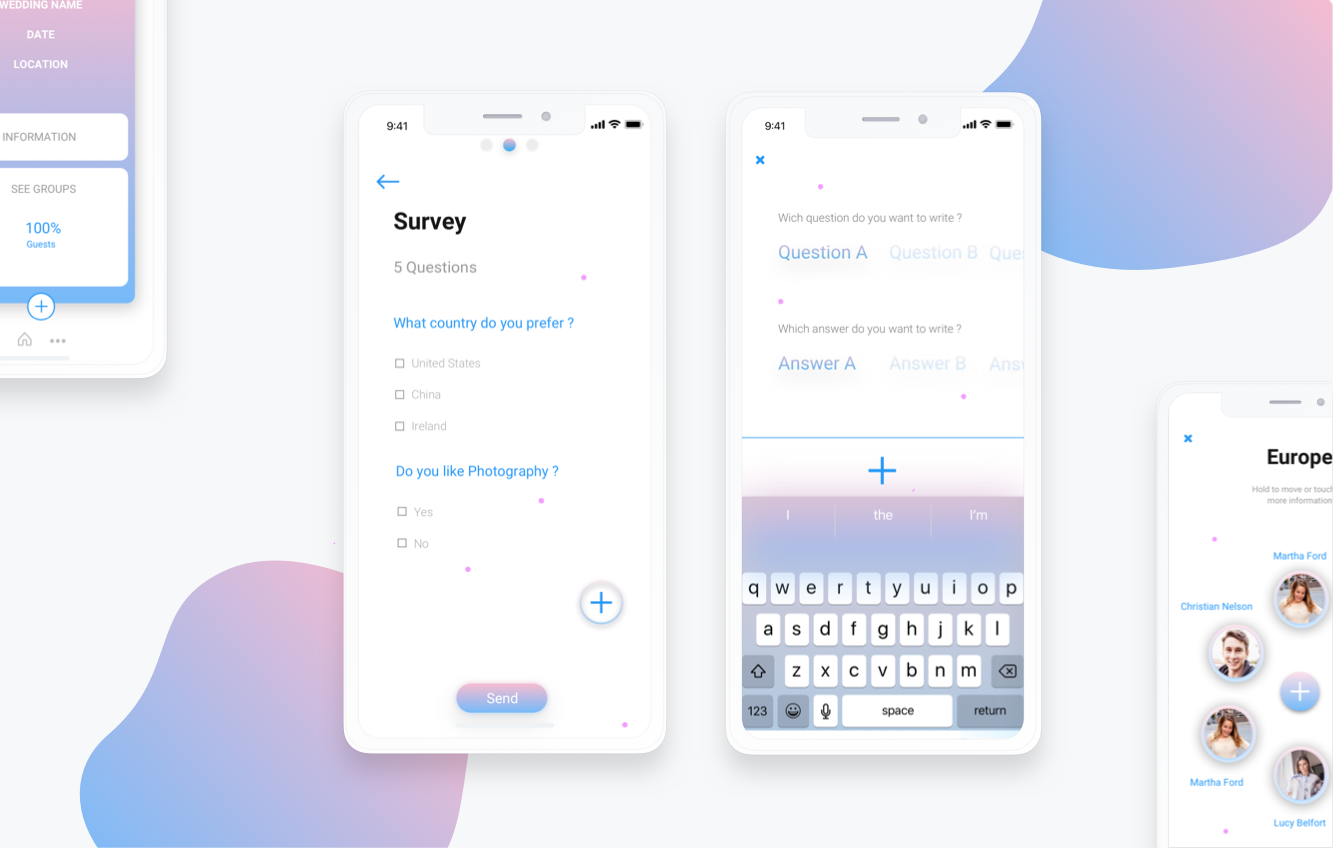 WEDDING NAME
DATE
LOCATION
INFORMATION
SEE GROUPS
100%
Guests
9:41
Survey
5 Questions
What country do you prefer ?
United States
China
Ireland
Do you like Photography ?
Yes
No
Send
9:41
Wich question do you want to write ?
Question A Question B Ques
Which answer do you want to write ?
Answer A Answer B Ans
I the I'm
q w e r t y u i o p
a s d f g h j k l
z x c v b n m
123 space return
Europe
Hold to move or touch
more information
Martha Ford
Christian Nelson
Martha Ford
Lucy Belfort